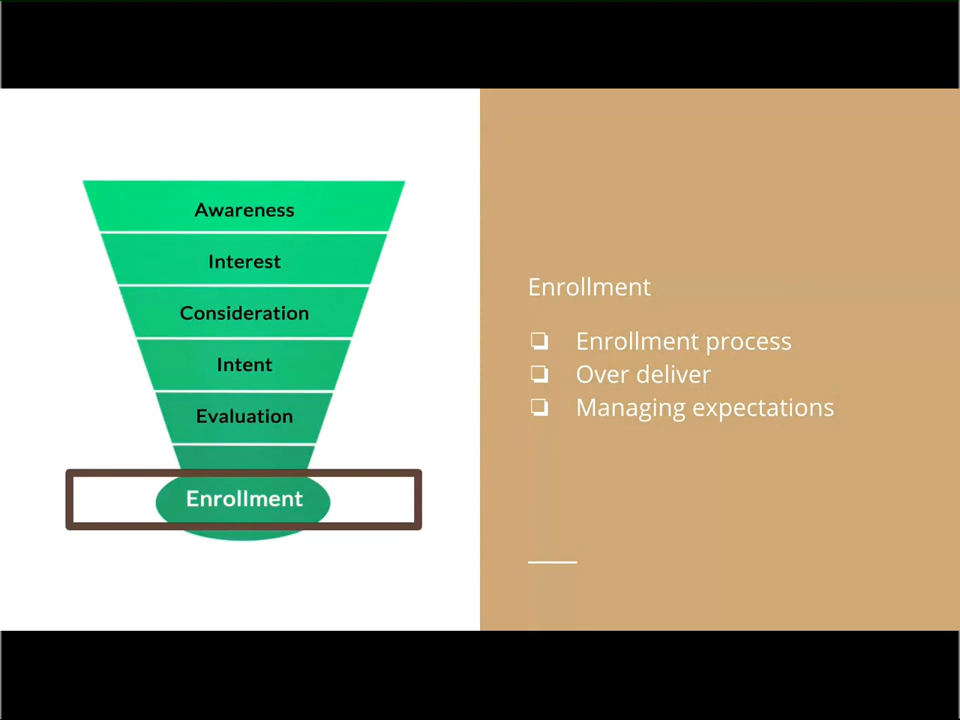 Awareness
Interest
Consideration
Intent
Evaluation
Enrollment
Enrollment
Enrollment process
Over deliver
Managing expectations